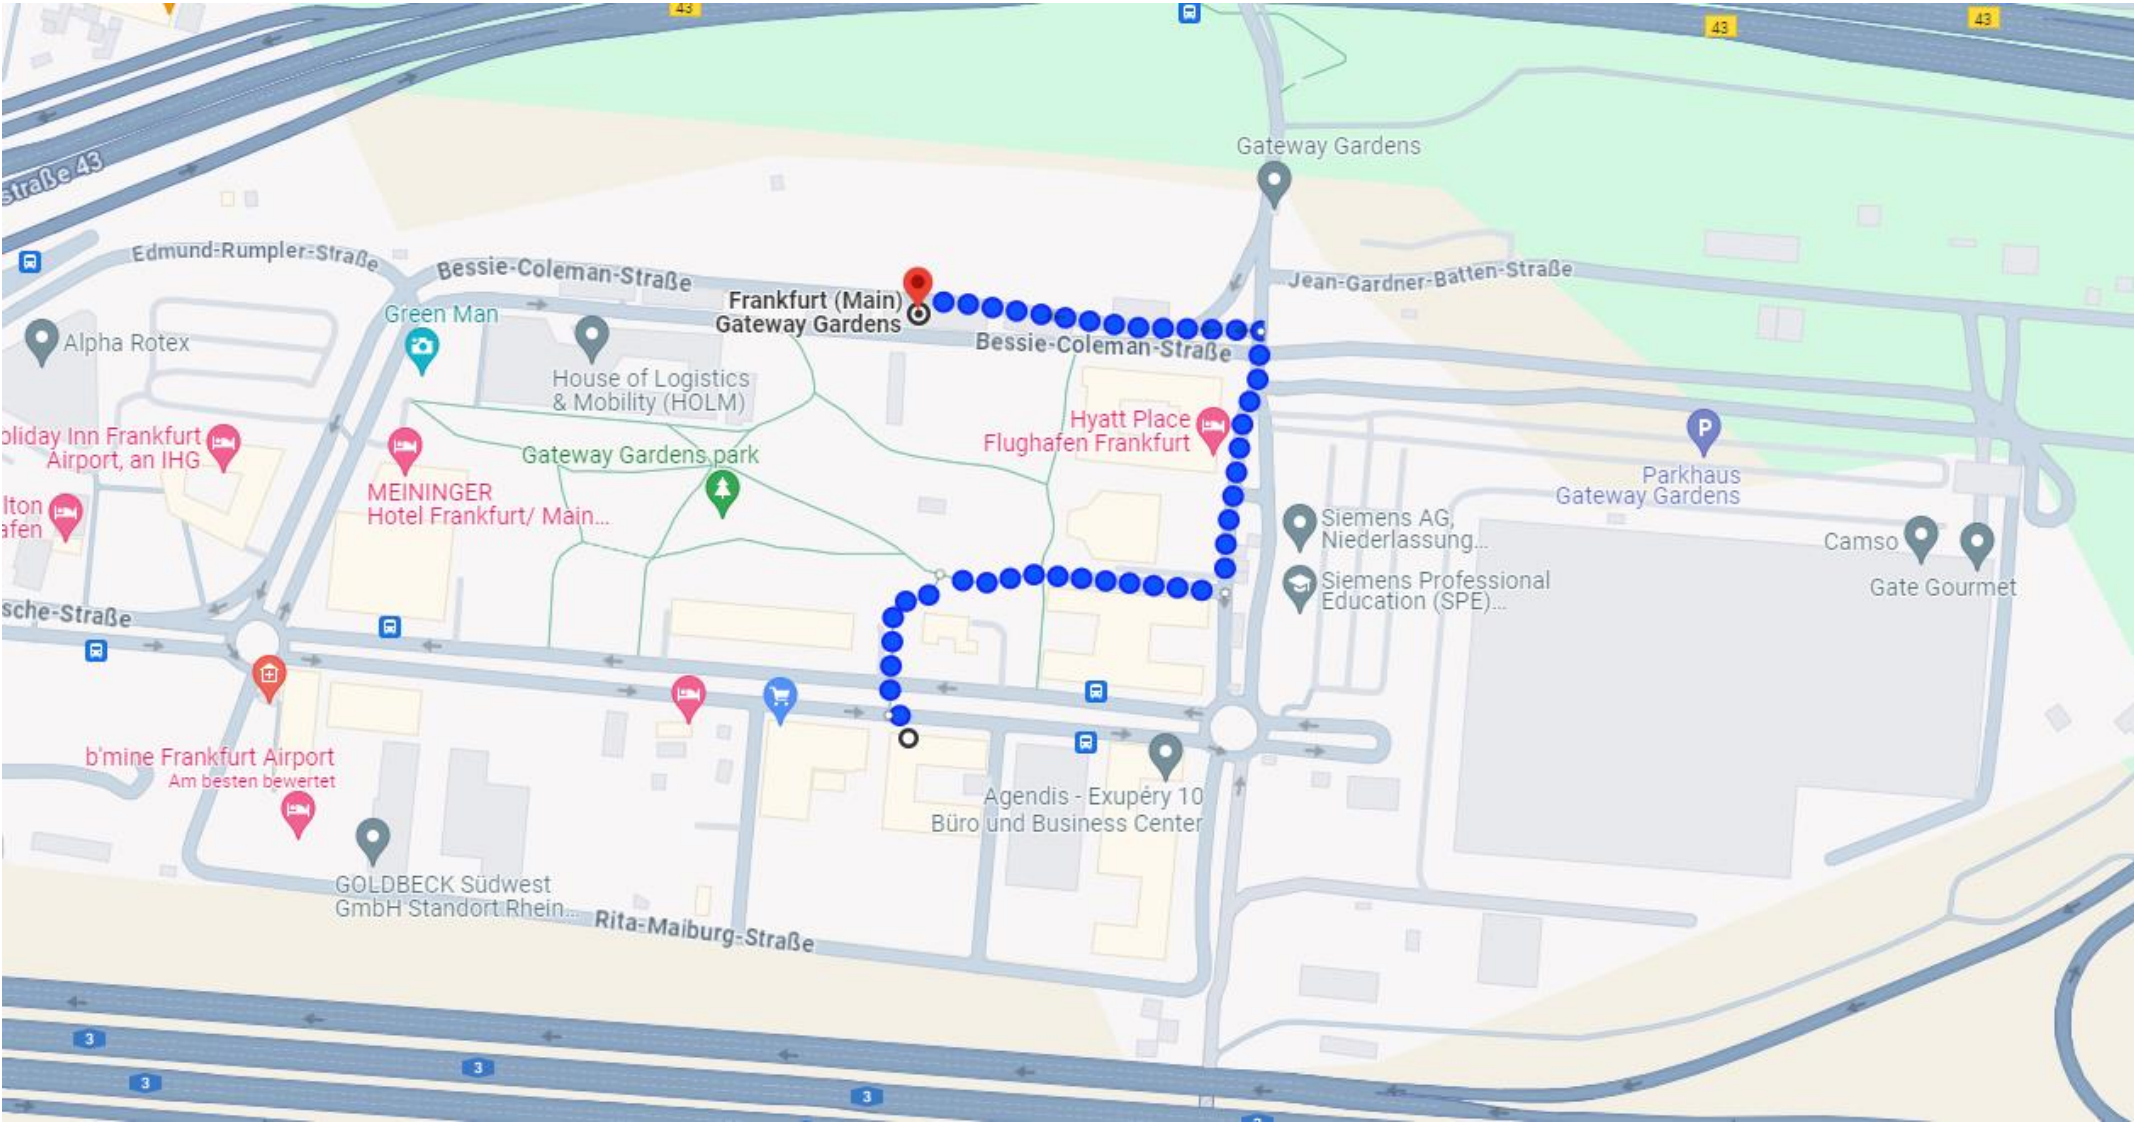 43
43
43
straße 43
Gateway Gardens
Edmund-Rumpler-Straße
Bessie-Coleman-Straße
Jean-Gardner-Batten-Straße
Frankfurt (Main)
Gateway Gardens
Green Man
Alpha Rotex
Bessie-Coleman-Straße
House of Logistics
& Mobility (HOLM)
Hyatt Place
Flughafen Frankfurt
oliday Inn Frankfurt
Airport, an IHG
Gateway Gardens park
P
Parkhaus
Gateway Gardens
MEININGER
Hotel Frankfurt/ Main...
lton
afen
Siemens AG,
Niederlassung...
Camso
Siemens Professional
Education (SPE)...
Gate Gourmet
sche-Straße
b'mine Frankfurt Airport
Am besten bewertet
Agendis - Exupéry 10
Büro und Business Center
GOLDBECK Südwest
GmbH Standort Rhein...
Rita-Maiburg-Straße
3
3
3
3